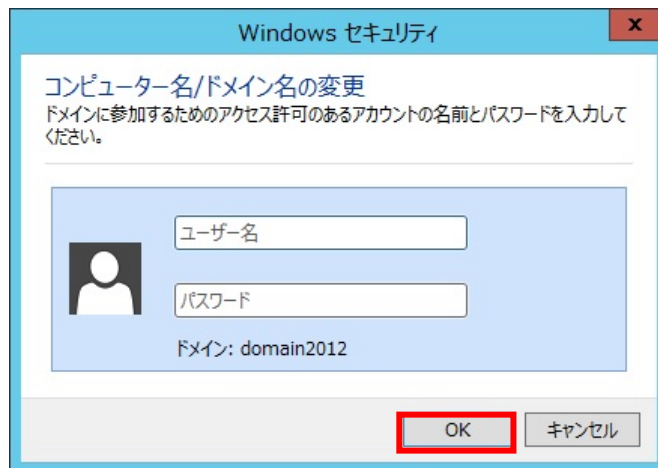 Windows セキュリティ
x
コンピューター名/ドメイン名の変更
ドメインに参加するためのアクセス許可のあるアカウントの名前とパスワードを入力して
ください。
ユーザー名
パスワード
ドメイン: domain2012
OK
キャンセル